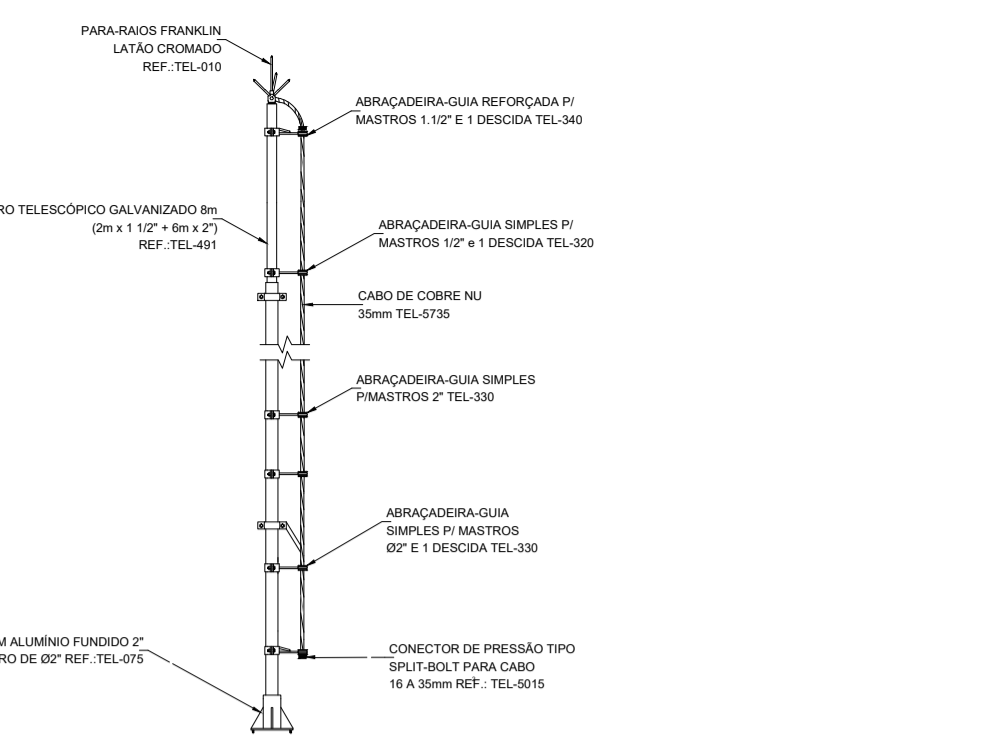 PARA-RAIOS FRANKLIN
LATÃO CROMADO
REF.:TEL-010
ABRAÇADEIRA-GUIA REFORÇADA P/
MASTROS 1.1/2" E 1 DESCIDA TEL-340
RO TELESCÓPICO GALVANIZADO 8m
(2m x 1 1/2" + 6m x 2")
REF.:TEL-491
ABRAÇADEIRA-GUIA SIMPLES P/
MASTROS 1/2" e 1 DESCIDA TEL-320
CABO DE COBRE NU
35mm TEL-5735
ABRAÇADEIRA-GUIA SIMPLES
P/MASTROS 2" TEL-330
ABRAÇADEIRA-GUIA
SIMPLES P/ MASTROS
Ø2" E 1 DESCIDA TEL-330
M ALUMÍNIO FUNDIDO 2"
RO DE Ø2" REF.:TEL-075
CONECTOR DE PRESSÃO TIPO
SPLIT-BOLT PARA CABO
16 A 35mm REF.: TEL-5015